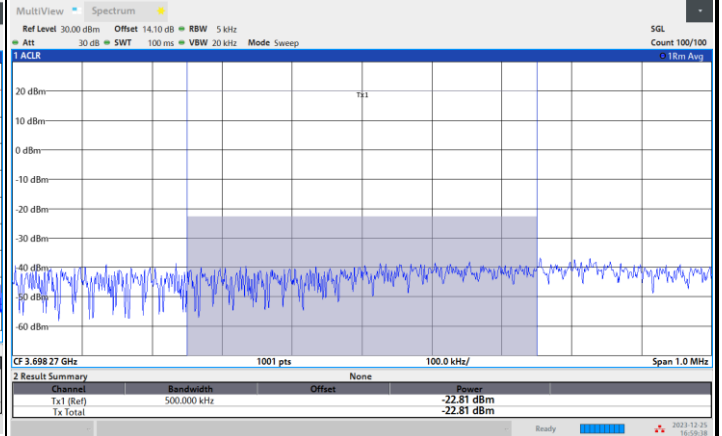 MultiView Spectrum
Ref Level 30.00 dBm Offset 14.10 dB RBW 5 kHz SGL
Att 30 dB SWT 100 ms VBW 20 kHz Mode Sweep Count 100/100
1 ACLR 1Rm Avg
Tx1
20 dBm
10 dBm
0 dBm
-10 dBm
-20 dBm
-30 dBm
-40 dBm
-50 dBm
-60 dBm
CF 3.698 27 GHz 1001 pts 100.0 kHz/ Span 1.0 MHz
2 Result Summary None
Channel Bandwidth Offset Power
Tx1 (Ref) 500.000 kHz -22.81 dBm
Tx Total -22.81 dBm
Ready 2023-12-25
16:59:38